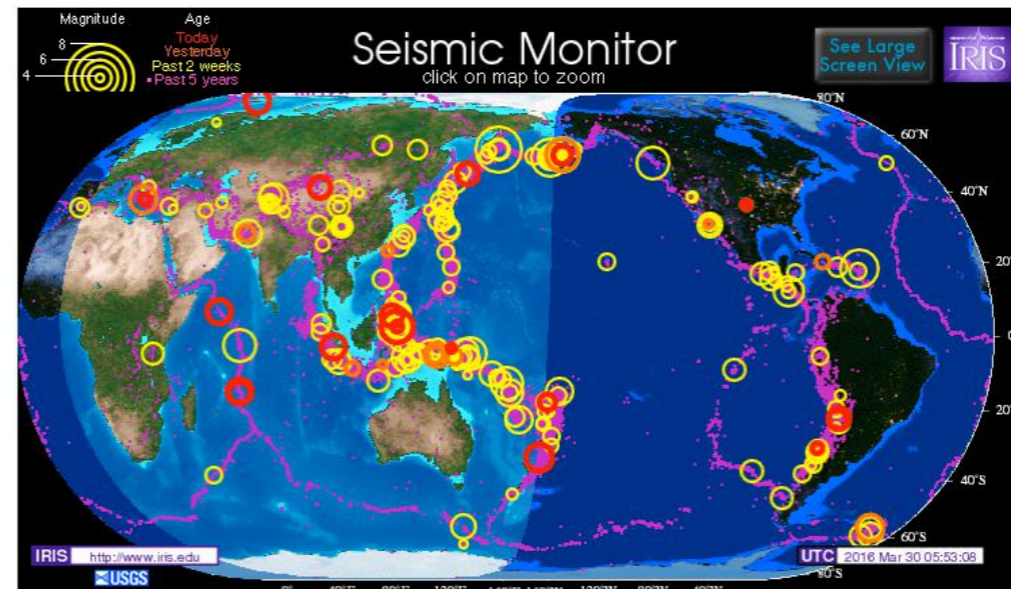 Magnitude
Age
8
6
4
Today
Yesterday
Past 2 weeks
Past 5 years
Seismic Monitor
click on map to zoom
See Large
Screen View
IRIS
80°N
60°N
40°N
20°
0
20°
40°S
60°S
80°S
IRIS http://www.iris.edu
USGS
UTC 2016 Mar 30 05:53:08